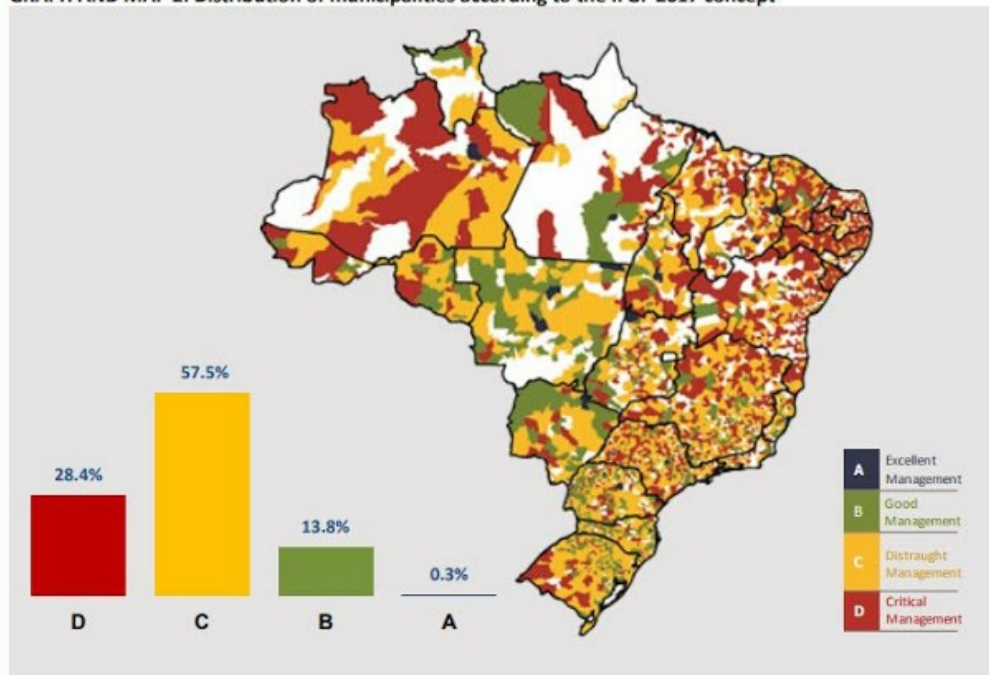 57.5%
28.4%
13.8%
0.3%
D
C
B
A
A
Excellent
Management
B
Good
Management
C
Distraught
Management
D
Critical
Management